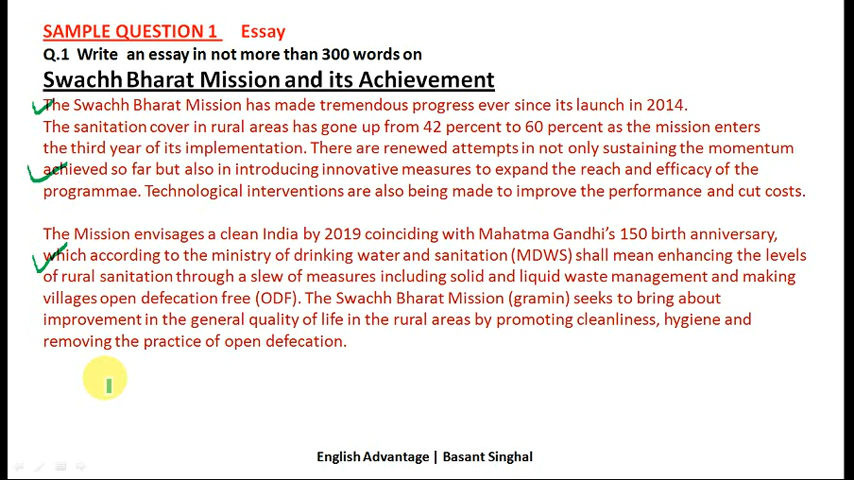 SAMPLE QUESTION 1 Essay
Q.1 Write an essay in not more than 300 words on
Swachh Bharat Mission and its Achievement
The Swachh Bharat Mission has made tremendous progress ever since its launch in 2014.
The sanitation cover in rural areas has gone up from 42 percent to 60 percent as the mission enters
the third year of its implementation. There are renewed attempts in not only sustaining the momentum
achieved so far but also in introducing innovative measures to expand the reach and efficacy of the
programmae. Technological interventions are also being made to improve the performance and cut costs.
The Mission envisages a clean India by 2019 coinciding with Mahatma Gandhi's 150 birth anniversary,
which according to the ministry of drinking water and sanitation (MDWS) shall mean enhancing the levels
of rural sanitation through a slew of measures including solid and liquid waste management and making
villages open defecation free (ODF). The Swachh Bharat Mission (gramin) seeks to bring about
improvement in the general quality of life in the rural areas by promoting cleanliness, hygiene and
removing the practice of open defecation.
English Advantage | Basant Singhal